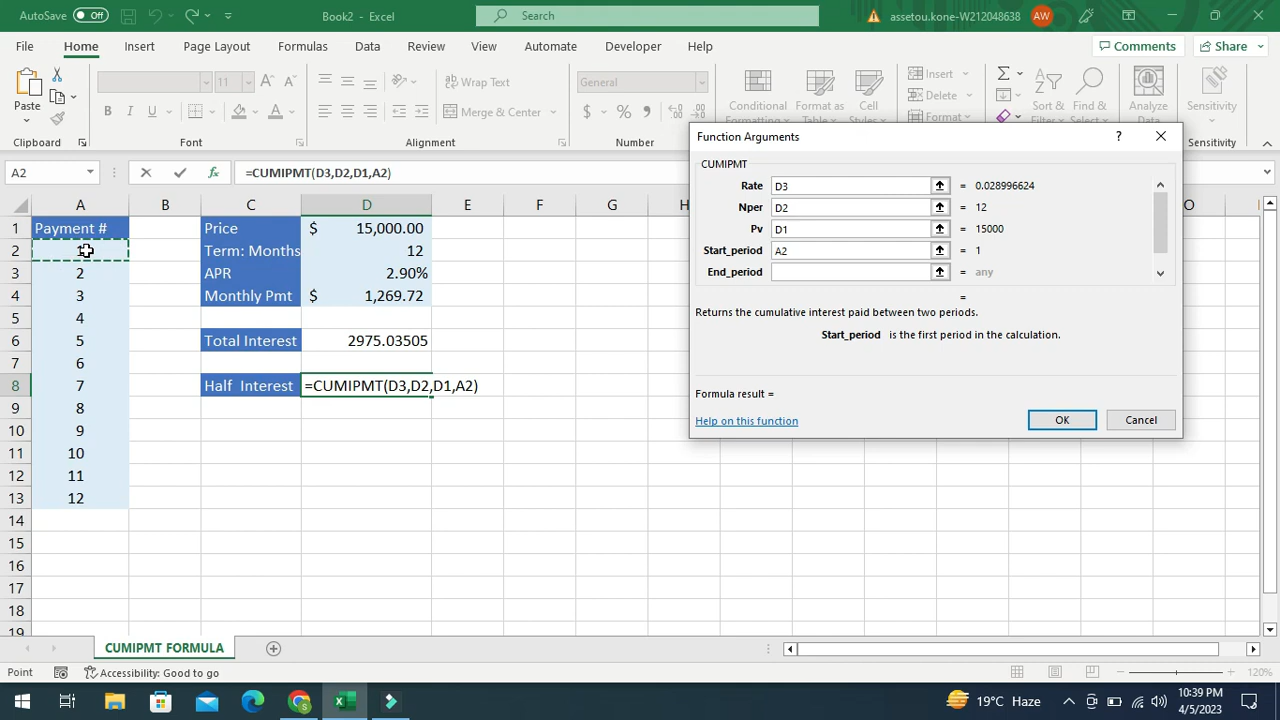 AutoSave Off Book2 - Excel Search assetou.kone-W212048638 AW
File Home Insert Page Layout Formulas Data Review View Automate Developer Help Comments Share
Paste 11 B I U Wrap Text Merge & Center General $ % Conditional Formatting Format as Table Cell Styles Insert Delete Format Sort & Filter Find & Select Analyze Data Sensitivity
Clipboard Font Alignment Number Sensitivity
A2 fx =CUMIPMT(D3,D2,D1,A2)
A B C D E F G H O
1 Payment # Price $ 15,000.00
2 1 Term: Months 12
3 2 APR 2.90%
4 3 Monthly Pmt $ 1,269.72
5 4
6 5 Total Interest 2975.03505
7 6
8 7 Half Interest =CUMIPMT(D3,D2,D1,A2)
9 8
10 9
11 10
12 11
13 12
14
15
16
17
18
19
Function Arguments ?
CUMIPMT
Rate D3 = 0.028996624
Nper D2 = 12
Pv D1 = 15000
Start_period A2 = 1
End_period = any
=
Returns the cumulative interest paid between two periods.
Start_period is the first period in the calculation.
Formula result =
Help on this function OK Cancel
CUMIPMT FORMULA
Point Accessibility: Good to go 120%
19°C Haze 10:39 PM
4/5/2023